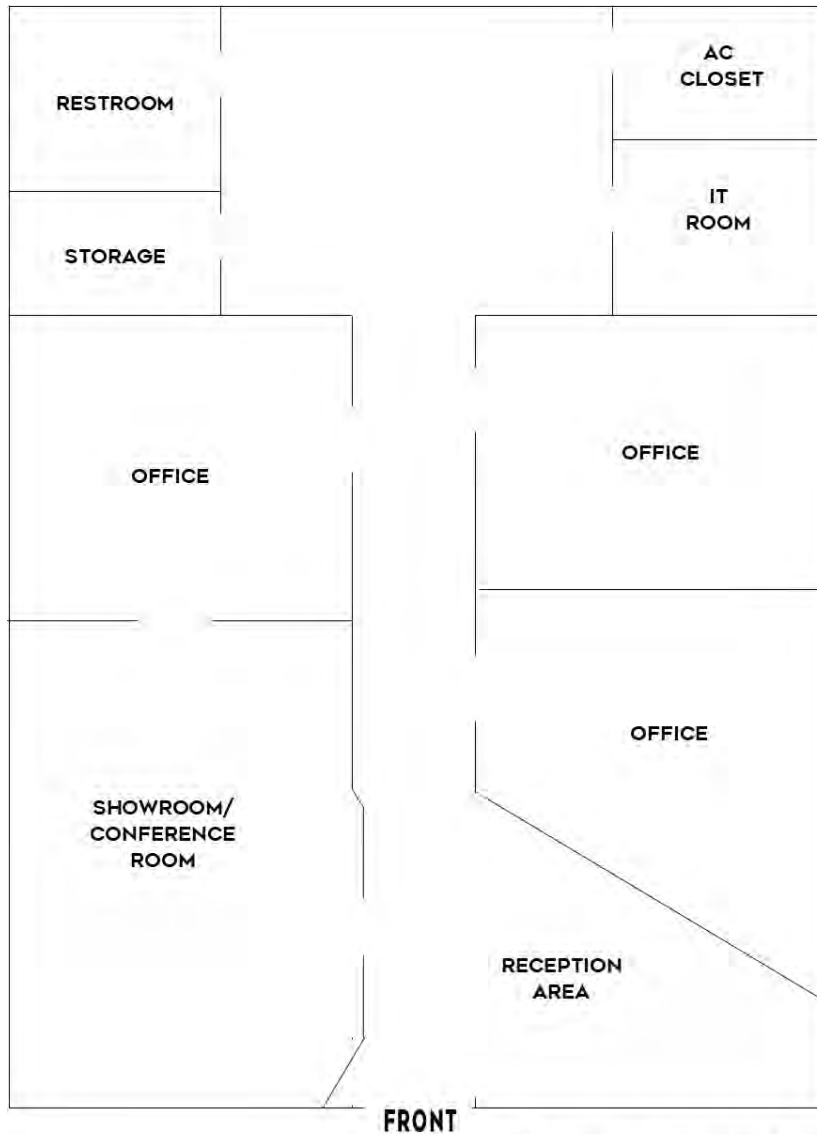 RESTROOM
AC
CLOSET
STORAGE
IT
ROOM
OFFICE
OFFICE
SHOWROOM/
CONFERENCE
ROOM
OFFICE
RECEPTION
AREA
FRONT